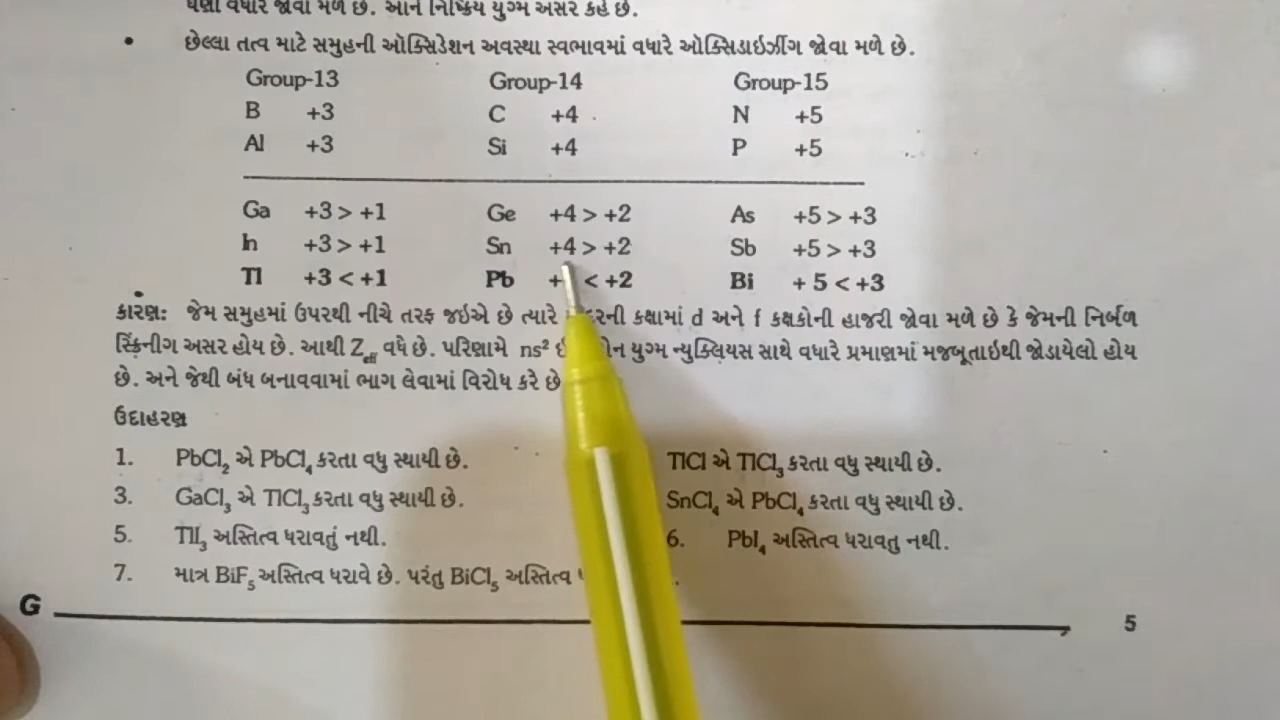 ઘણી વધારે જોવા મળે છે. આને નિષ્ક્રિય યુગ્મ અસર કહે છે.
• છેલ્લા તત્વ માટે સમુહની ઑક્સિડેશન અવસ્થા સ્વભાવમાં વધારે ઑક્સિડાઇઝીંગ જોવા મળે છે.
Group-13 Group-14 Group-15
B +3 C +4 N +5
Al +3 Si +4 P +5
Ga +3 > +1 Ge +4 > +2 As +5 > +3
In +3 > +1 Sn +4 > +2 Sb +5 > +3
Tl +3 < +1 Pb + < +2 Bi + 5 < +3
કારણ: જેમ સમુહમાં ઉપરથી નીચે તરફ જઇએ છે ત્યારે કક્ષામાં d અને f કક્ષકોની હાજરી જોવા મળે છે કે જેમની નિર્બળ
સ્ક્રિનીગ અસર હોય છે. આથી Zeff વધે છે. પરિણામે ns² યુગ્મ ન્યુક્લિયસ સાથે વધારે પ્રમાણમાં મજબૂતાઇથી જોડાયેલો હોય
છે. અને જેથી બંધ બનાવવામાં ભાગ લેવામાં વિરોધ કરે છે
ઉદાહરણ
1. PbCl₂ એ PbCl₄ કરતા વધુ સ્થાયી છે. TlCl એ TlCl₃ કરતા વધુ સ્થાયી છે.
3. GaCl₃ એ TlCl₃ કરતા વધુ સ્થાયી છે. SnCl₄ એ PbCl₄ કરતા વધુ સ્થાયી છે.
5. TlI₃ અસ્તિત્વ ધરાવતું નથી. 6. PbI₄ અસ્તિત્વ ધરાવતુ નથી.
7. માત્ર BiF₅ અસ્તિત્વ ધરાવે છે. પરંતુ BiCl₅ અસ્તિત્વ
G 5